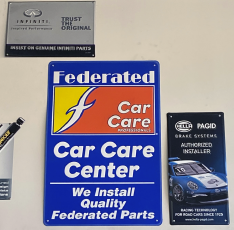 INFINITI
TRUST
THE
ORIGINAL
INSIST ON GENUINE INFINITI PARTS
Federated
Car
Care
PROFESSIONALS
Car Care
Center
We Install
Quality
Federated Parts
HELLA PAGID
BRAKE SYSTEMS
AUTHORIZED
INSTALLER
RACING TECHNOLOGY
FOR ROAD CARS SINCE 1925